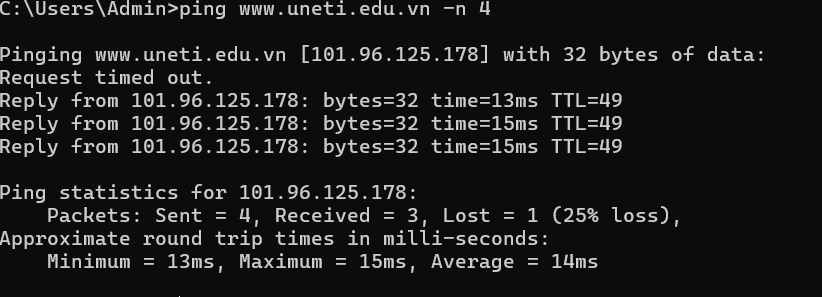 C:\Users\Admin>ping www.uneti.edu.vn -n 4
Pinging www.uneti.edu.vn [101.96.125.178] with 32 bytes of data:
Request timed out.
Reply from 101.96.125.178: bytes=32 time=13ms TTL=49
Reply from 101.96.125.178: bytes=32 time=15ms TTL=49
Reply from 101.96.125.178: bytes=32 time=15ms TTL=49
Ping statistics for 101.96.125.178:
    Packets: Sent = 4, Received = 3, Lost = 1 (25% loss),
Approximate round trip times in milli-seconds:
    Minimum = 13ms, Maximum = 15ms, Average = 14ms